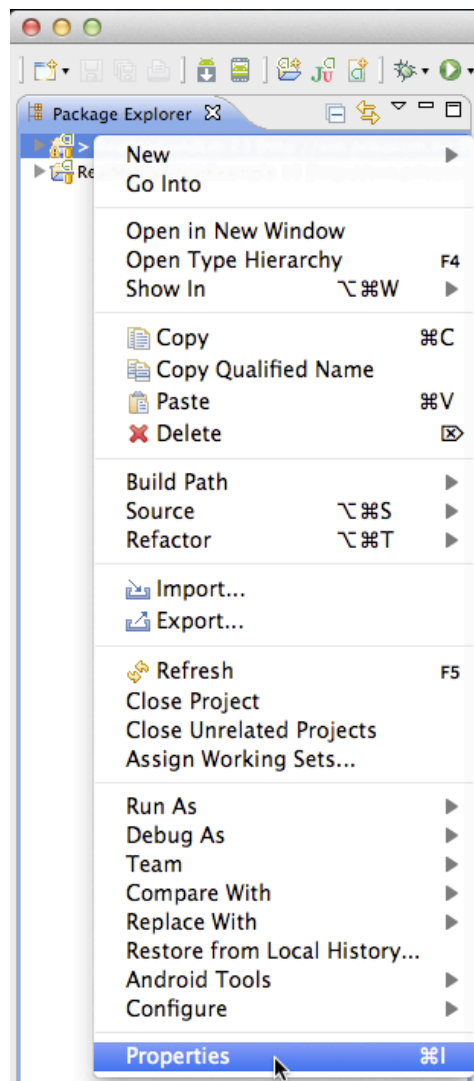 Package Explorer
>
Re
New
Go Into
Open in New Window
Open Type Hierarchy F4
Show In ⌥⌘W
Copy ⌘C
Copy Qualified Name
Paste ⌘V
Delete ⌦
Build Path
Source ⌥⌘S
Refactor ⌥⌘T
Import...
Export...
Refresh F5
Close Project
Close Unrelated Projects
Assign Working Sets...
Run As
Debug As
Team
Compare With
Replace With
Restore from Local History...
Android Tools
Configure
Properties ⌘I